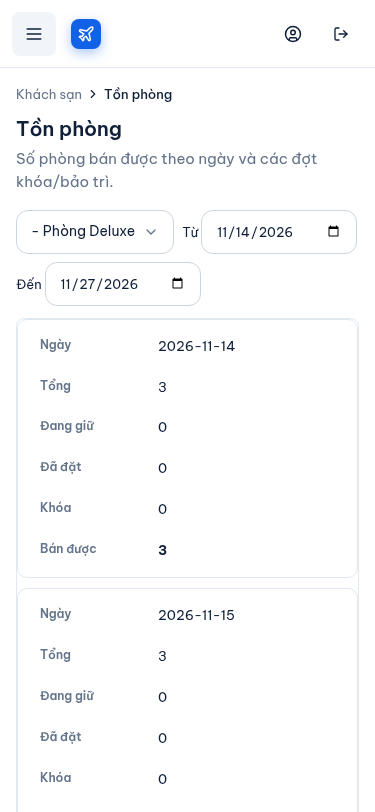 Khách sạn > Tồn phòng
Tồn phòng
Số phòng bán được theo ngày và các đợt
khóa/bảo trì.
- Phòng Deluxe Từ 11/14/2026
Đến 11/27/2026
Ngày 2026-11-14
Tổng 3
Đang giữ 0
Đã đặt 0
Khóa 0
Bán được 3
Ngày 2026-11-15
Tổng 3
Đang giữ 0
Đã đặt 0
Khóa 0